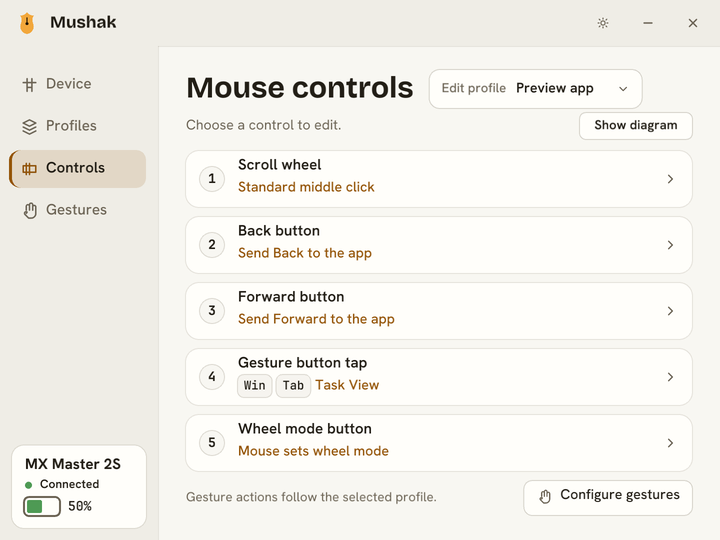 Mushak
Device
Profiles
Controls
Gestures
MX Master 2S
Connected
50%
Mouse controls
Edit profile Preview app
Choose a control to edit.
Show diagram
1 Scroll wheel
Standard middle click
2 Back button
Send Back to the app
3 Forward button
Send Forward to the app
4 Gesture button tap
Win Tab Task View
5 Wheel mode button
Mouse sets wheel mode
Gesture actions follow the selected profile.
Configure gestures